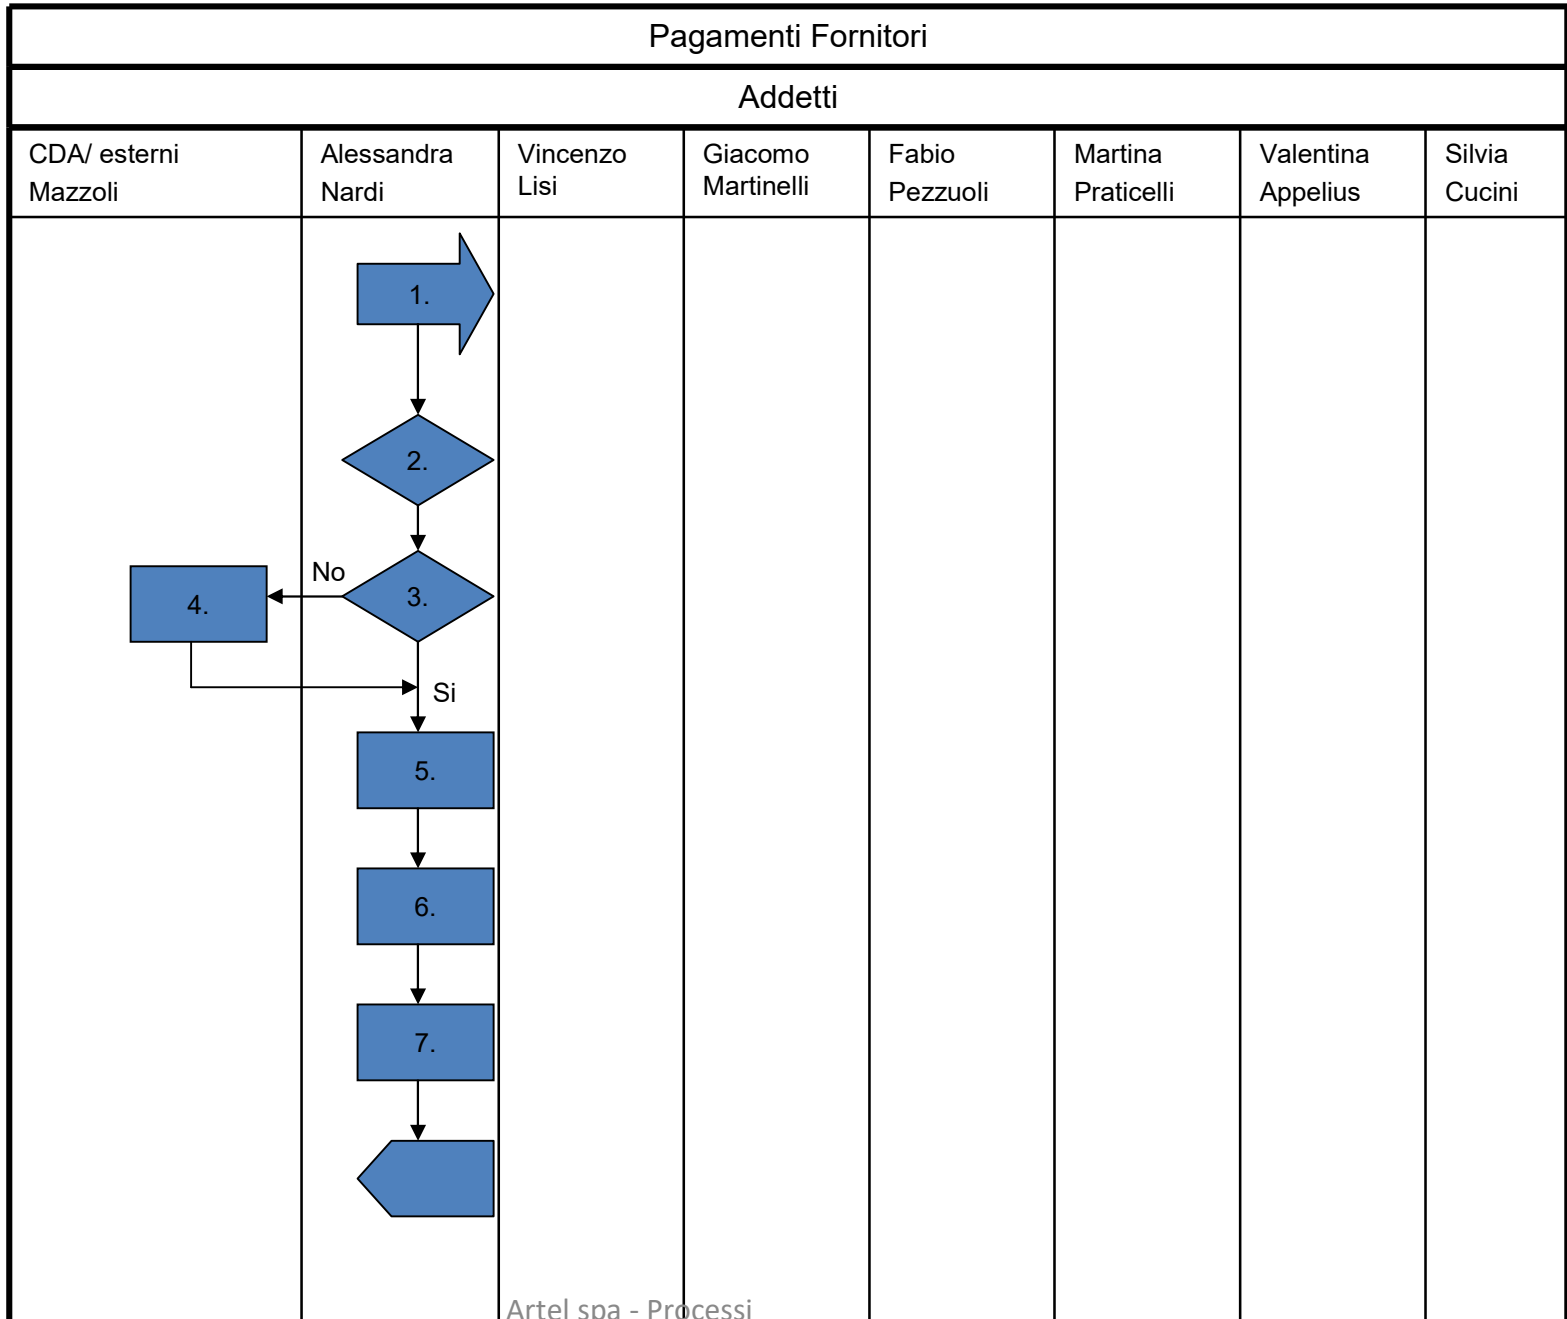 Pagamenti Fornitori
Addetti
CDA/ esterni
Mazzoli
Alessandra
Nardi
Vincenzo
Lisi
Giacomo
Martinelli
Fabio
Pezzuoli
Martina
Praticelli
Valentina
Appelius
Silvia
Cucini
1.
2.
No
3.
4.
Si
5.
6.
7.
Artel spa - Processi